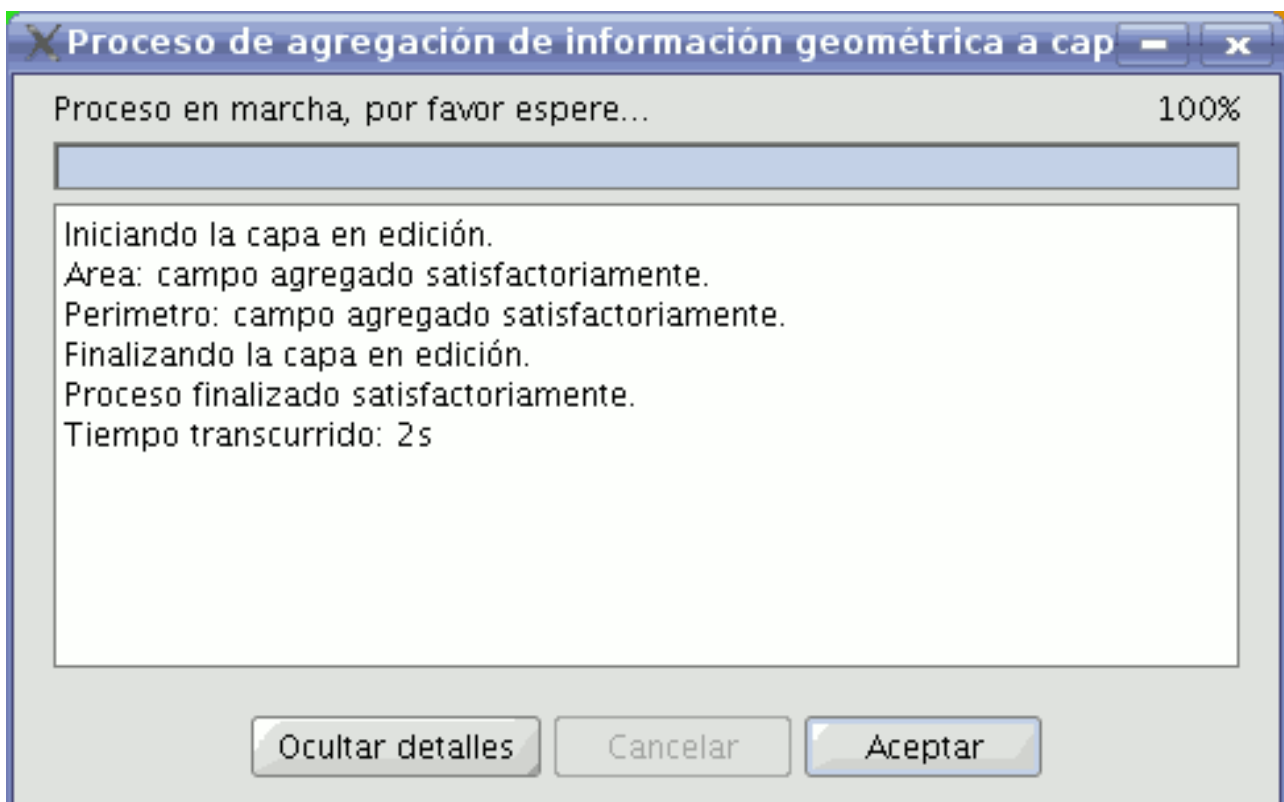 Proceso de agregación de información geométrica a cap
Proceso en marcha, por favor espere... 100%
Iniciando la capa en edición.
Area: campo agregado satisfactoriamente.
Perimetro: campo agregado satisfactoriamente.
Finalizando la capa en edición.
Proceso finalizado satisfactoriamente.
Tiempo transcurrido: 2s
Ocultar detalles Cancelar Aceptar